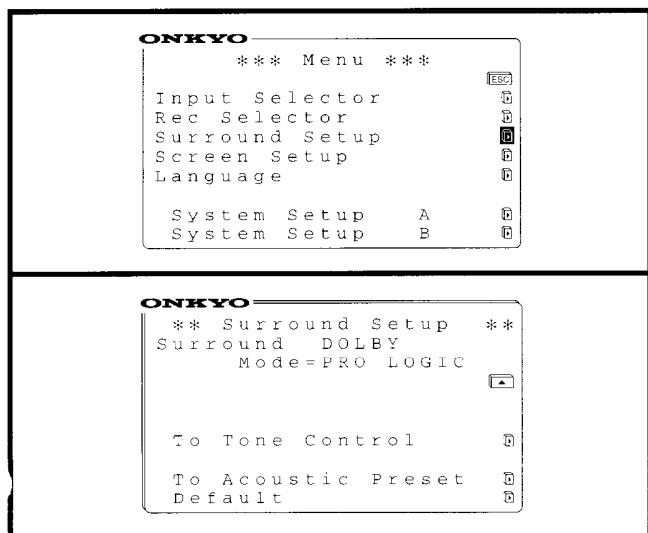 ONKYO
*** Menu ***
ESC
Input Selector
Rec Selector
Surround Setup
Screen Setup
Language
System Setup A
System Setup B
ONKYO
** Surround Setup **
Surround DOLBY
Mode=PRO LOGIC
To Tone Control
To Acoustic Preset
Default